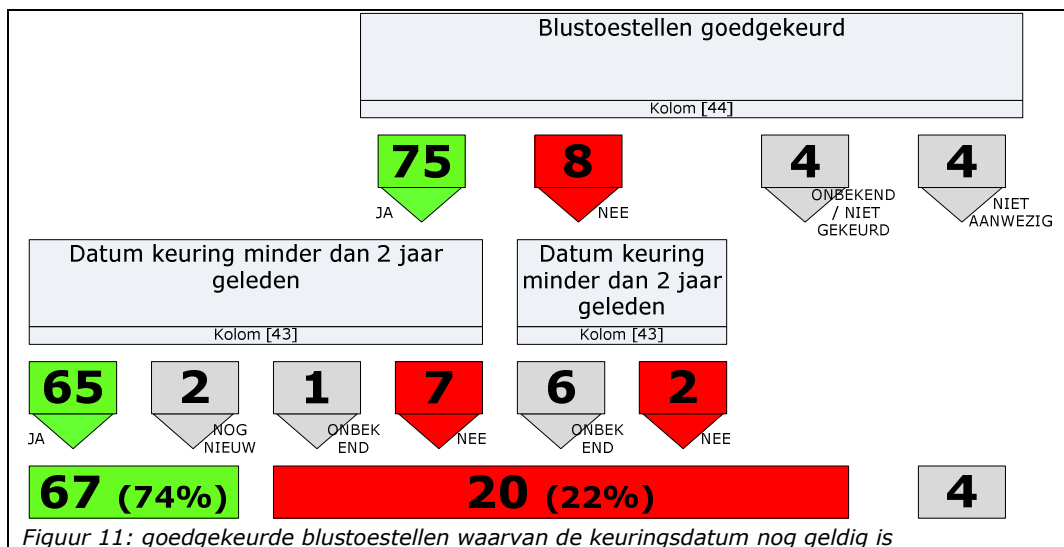 Blustoestellen goedgekeurd
Kolom [44]
75
JA
8
NEE
4
ONBEKEND
/ NIET
GEKEURD
4
NIET
AANWEZIG
Datum keuring minder dan 2 jaar
geleden
Kolom [43]
Datum keuring
minder dan 2 jaar
geleden
Kolom [43]
65
JA
2
NOG
NIEUW
1
ONBEK
END
7
NEE
6
ONBEK
END
2
NEE
67 (74%)
20 (22%)
4
Figuur 11: goedgekeurde blustoestellen waarvan de keuringsdatum nog geldig is